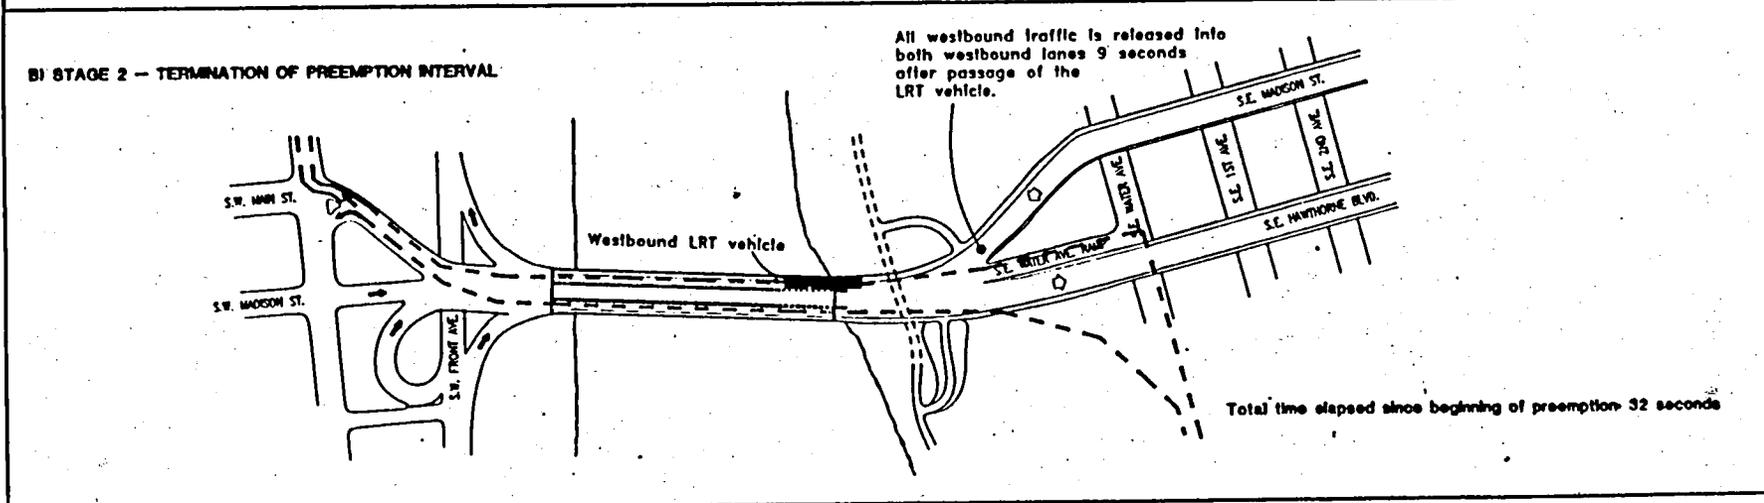 All westbound traffic is released into
both westbound lanes 9 seconds
after passage of the
LRT vehicle.
B) STAGE 2 – TERMINATION OF PREEMPTION INTERVAL
S.E. MADISON ST.
S.E. 2ND AVE.
S.E. 1ST AVE.
S.E. WATER AVE.
S.W. MAIN ST.
S.E. HAWTHORNE BLVD.
Westbound LRT vehicle
S.E. WATER AVE. RAMP
S.W. MADISON ST.
S.W. FRONT AVE.
Total time elapsed since beginning of preemption- 32 seconds